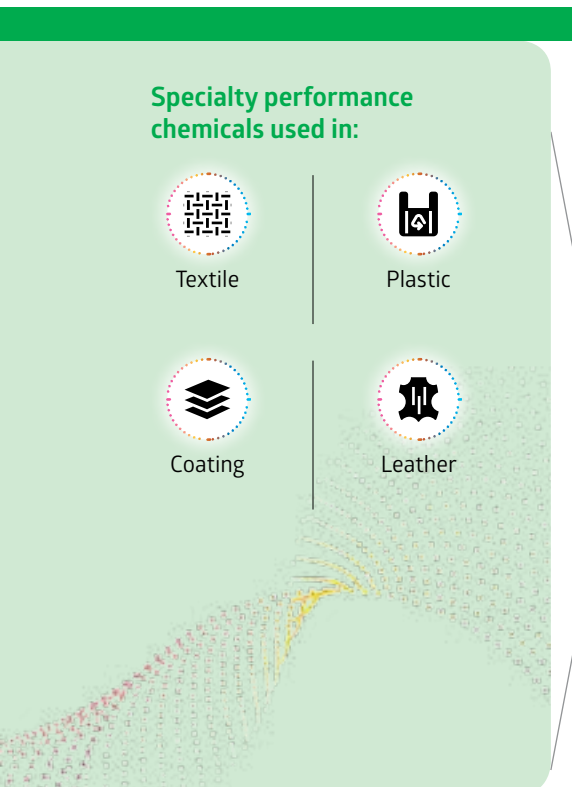 Specialty performance
chemicals used in:
Textile
Plastic
Coating
Leather